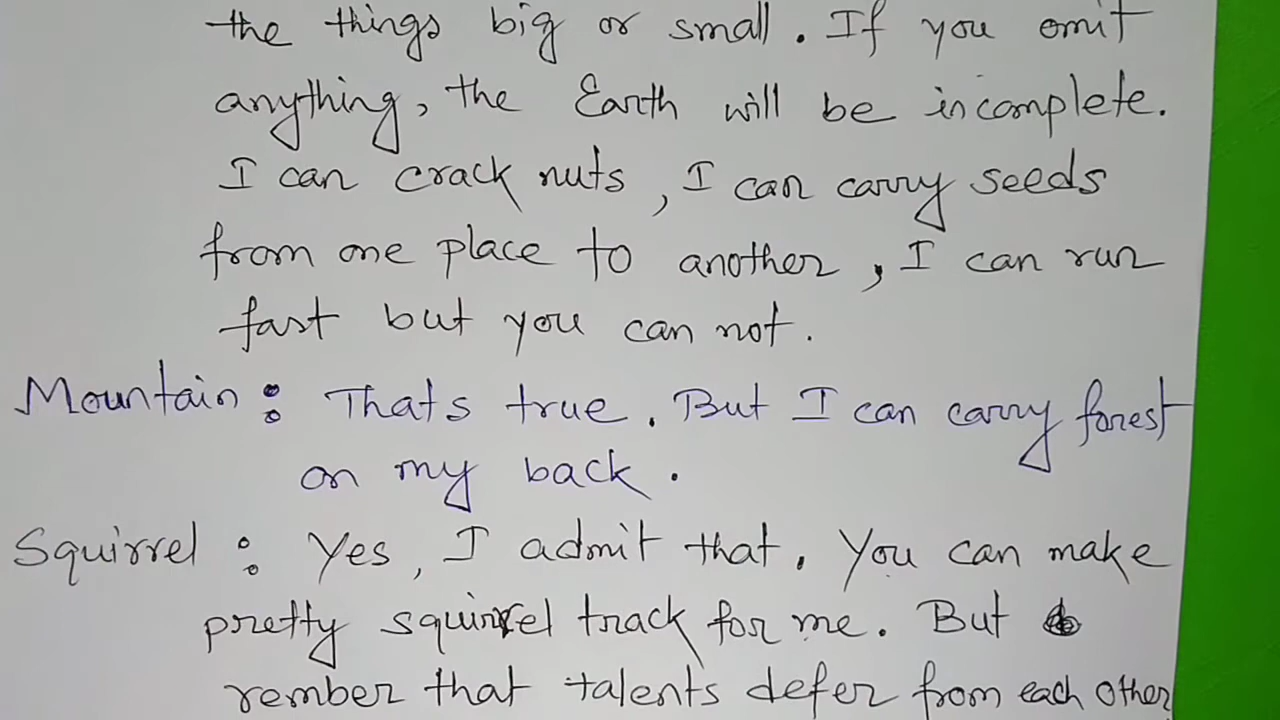 the things big or small. If you omit
anything, the Earth will be incomplete.
I can crack nuts, I can carry seeds
from one place to another, I can run
fast but you can not.
Mountain : Thats true. But I can carry forest
on my back.
Squirrel : Yes, I admit that. You can make
pretty squirrel track for me. But
rember that talents defer from each other